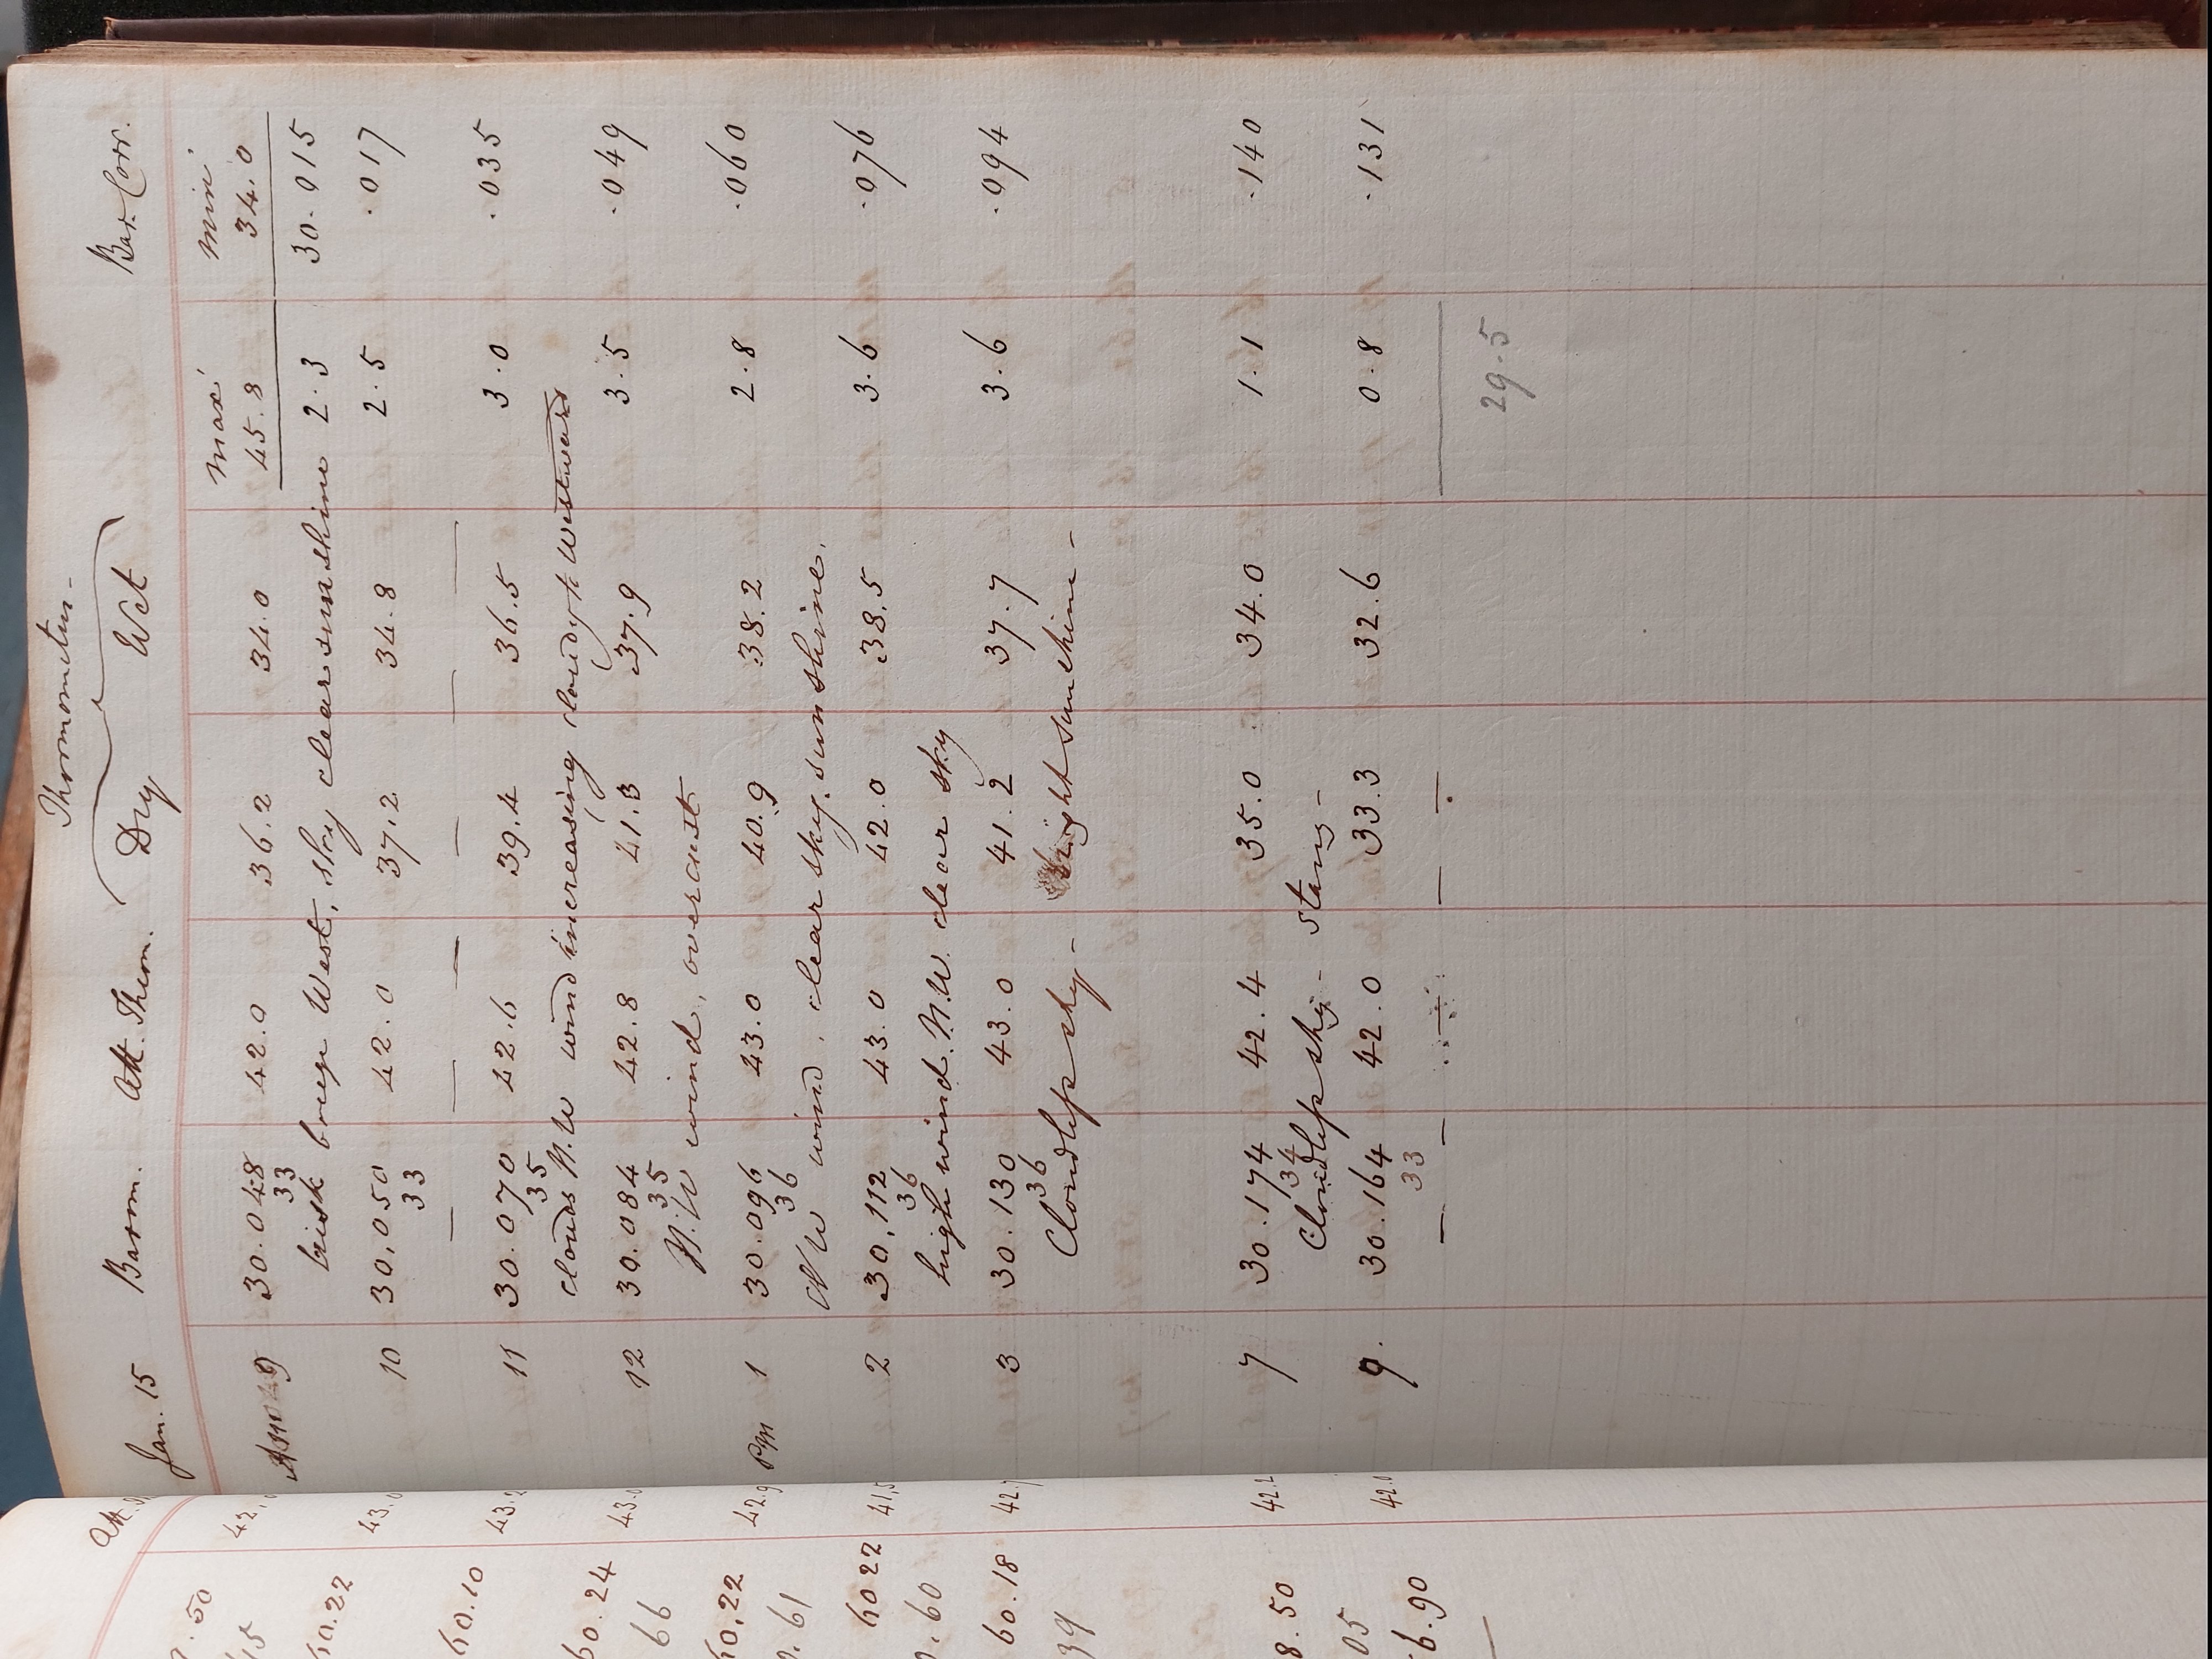 Thermometers -
Jan. 15 Barom. Att. Therm. Dry Wet Bar. Corr.
max' min'
Am 9 30.048 42.0 36.2 34.0 45.8 34.0
33
brisk breeze West, sky clear sunshine 2.3 30.015
10 30,050 42.0 37.2 34.8 2.5 .017
33
— — — — — —
11 30.070 42.6 39.4 36.5 3.0 .035
35
clouds N.W wind increasing cloudy to Westward
12 30.084 42.8 41.3 37.9 3.5 .049
35
N.W wind, overcast
Pm 1 30.096 43.0 40.9 38.2 2.8 .060
36
NW wind, clear sky, sunshine.
2 30,112 43.0 42.0 38.5 3.6 .076
36
high wind. N.W. clear sky
3 30.130 43.0 41.2 37.7 3.6 .094
36
Cloudless sky - bright sunshine -
7 30.174 42.4 35.0 34.0 1.1 .140
34
Cloudless sky - Starry -
9. 30.164 42.0 33.3 32.6 0.8 .131
33
— — — — —
29.5
Att.
.50
15
42.
60.22
43.0
60.10
43.2
60.24
43.0
66
60,22
42.9
.61
60 22
41,5
.60
60.18
42.7
39
42.2
8.50
05
42.0
6.90